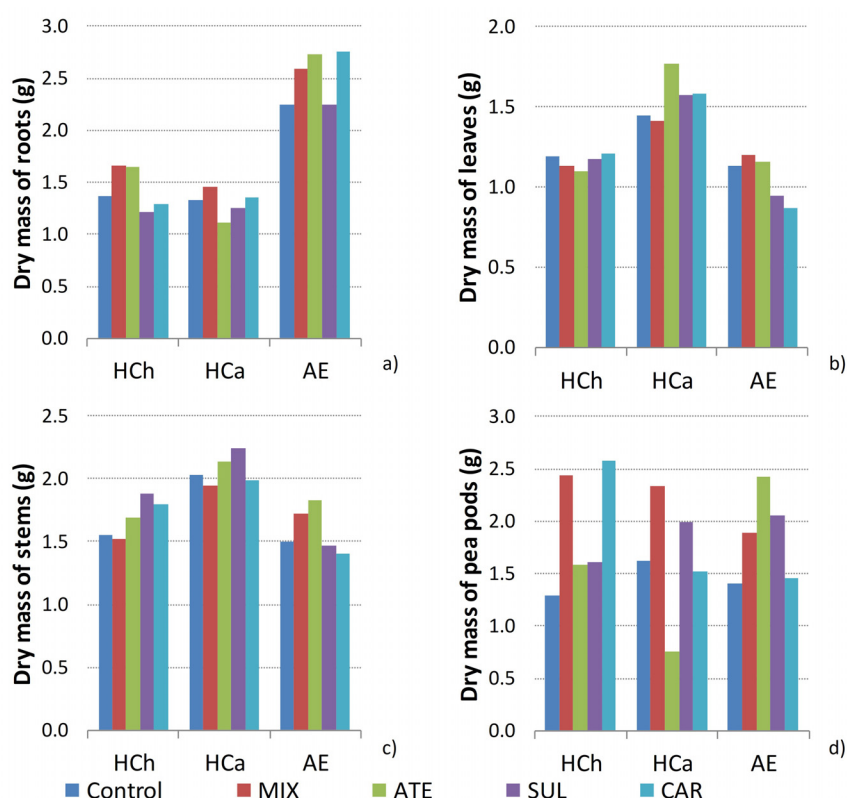 Dry mass of roots (g)
3.0
2.5
2.0
1.5
1.0
0.5
0.0
HCh HCa AE
a)
Dry mass of leaves (g)
2.0
1.5
1.0
0.5
0.0
HCh HCa AE
b)
Dry mass of stems (g)
2.5
2.0
1.5
1.0
0.5
0.0
HCh HCa AE
c)
Dry mass of pea pods (g)
3.0
2.5
2.0
1.5
1.0
0.5
0.0
HCh HCa AE
d)
Control MIX ATE SUL CAR